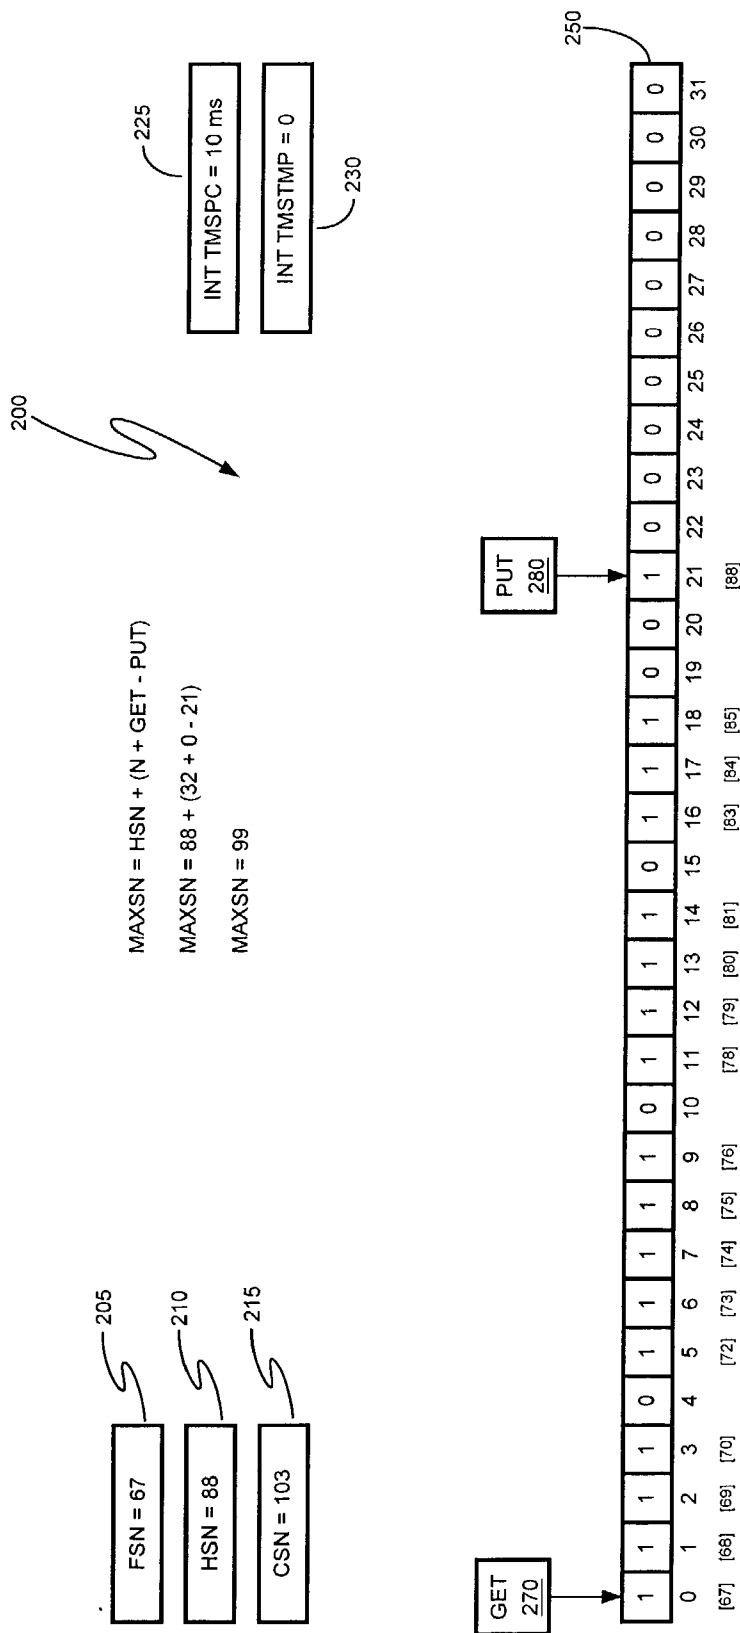 200
FSN = 67
205
HSN = 88
210
CSN = 103
215
MAXSN = HSN + (N + GET - PUT)
MAXSN = 88 + (32 + 0 - 21)
MAXSN = 99
INT TMSPC = 10 ms
225
INT TMSTMP = 0
230
GET
270
PUT
280
250
1 1 1 1 0 1 1 1 1 1 0 1 1 1 1 0 1 1 1 0 0 1 0 0 0 0 0 0 0 0 0 0
0 1 2 3 4 5 6 7 8 9 10 11 12 13 14 15 16 17 18 19 20 21 22 23 24 25 26 27 28 29 30 31
[67] [68] [69] [70] [72] [73] [74] [75] [76] [78] [79] [80] [81] [83] [84] [85] [88]